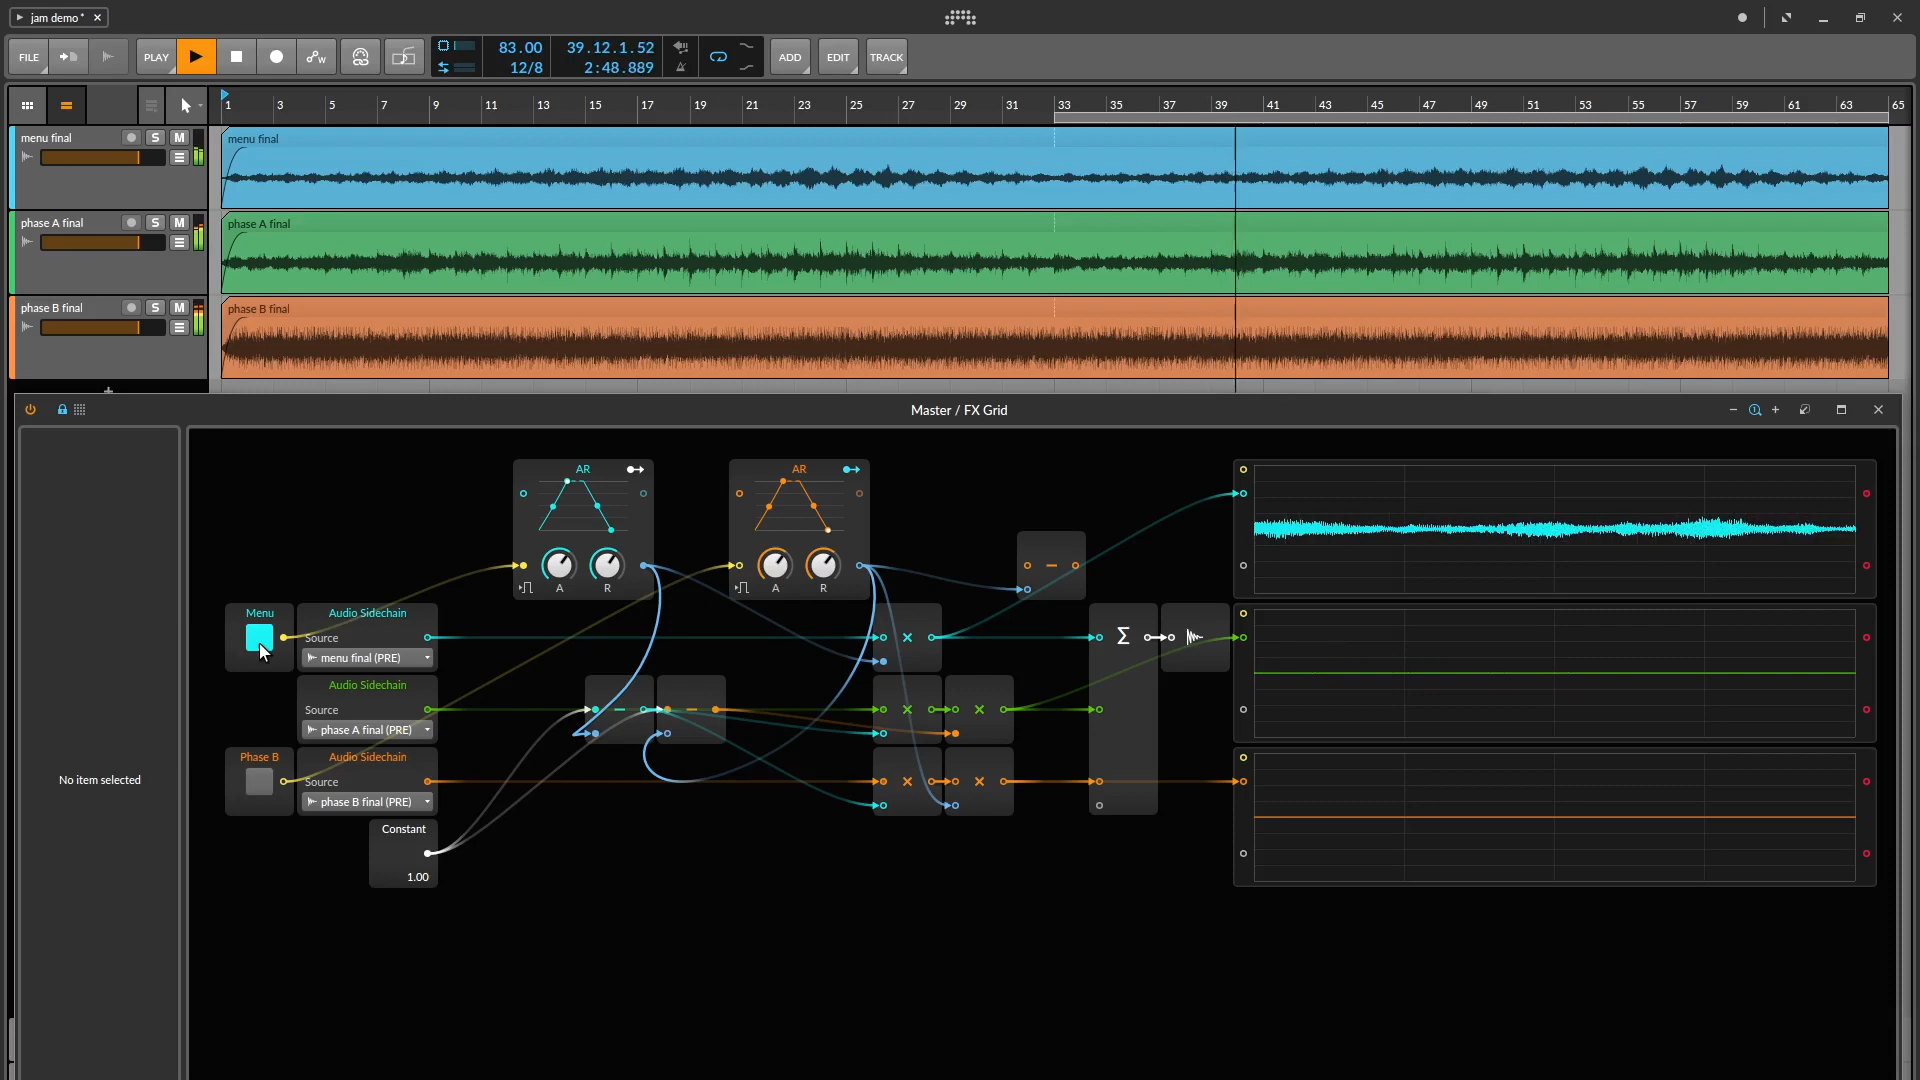 jam demo*
FILE
PLAY
83.00
39.12.1.52
12/8
2:48.889
ADD
EDIT
TRACK
1 3 5 7 9 11 13 15 17 19 21 23 25 27 29 31 33 35 37 39 41 43 45 47 49 51 53 55 57 59 61 63 65
menu final S M
menu final
phase A final S M
phase A final
phase B final S M
phase B final
Master / FX Grid
AR
A R
AR
A R
Menu
Audio Sidechain
Source
menu final (PRE)
Audio Sidechain
Source
phase A final (PRE)
Phase B
Audio Sidechain
Source
phase B final (PRE)
Constant
1.00
Σ
No item selected